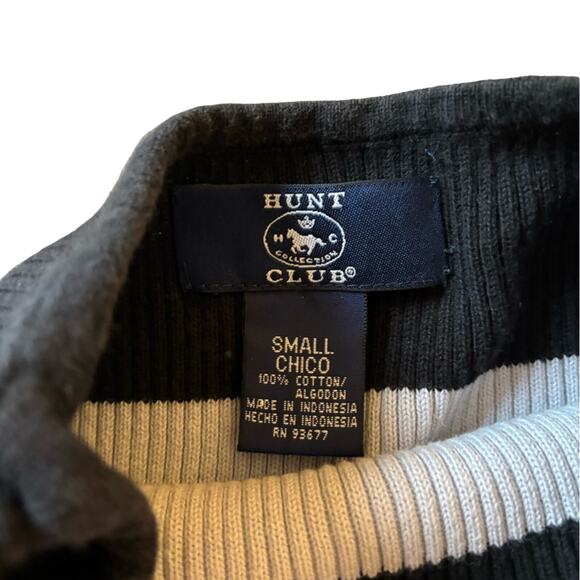 HUNT
H C
COLLECTION
CLUB®
SMALL
CHICO
100% COTTON/
ALGODON
MADE IN INDONESIA
HECHO EN INDONESIA
RN 93677